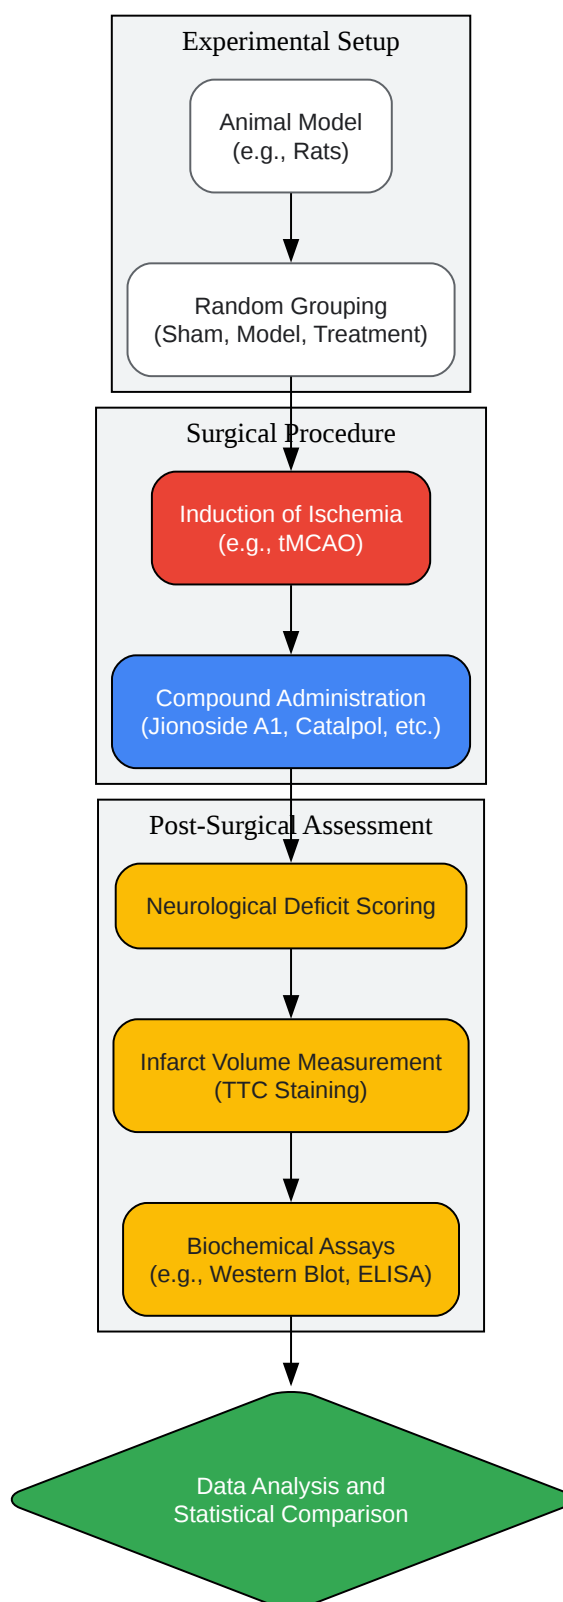 Experimental Setup
Animal Model
(e.g., Rats)
Random Grouping
(Sham, Model, Treatment)
Surgical Procedure
Induction of Ischemia
(e.g., tMCAO)
Compound Administration
(Jionoside A1, Catalpol, etc.)
Post-Surgical Assessment
Neurological Deficit Scoring
Infarct Volume Measurement
(TTC Staining)
Biochemical Assays
(e.g., Western Blot, ELISA)
Data Analysis and
Statistical Comparison